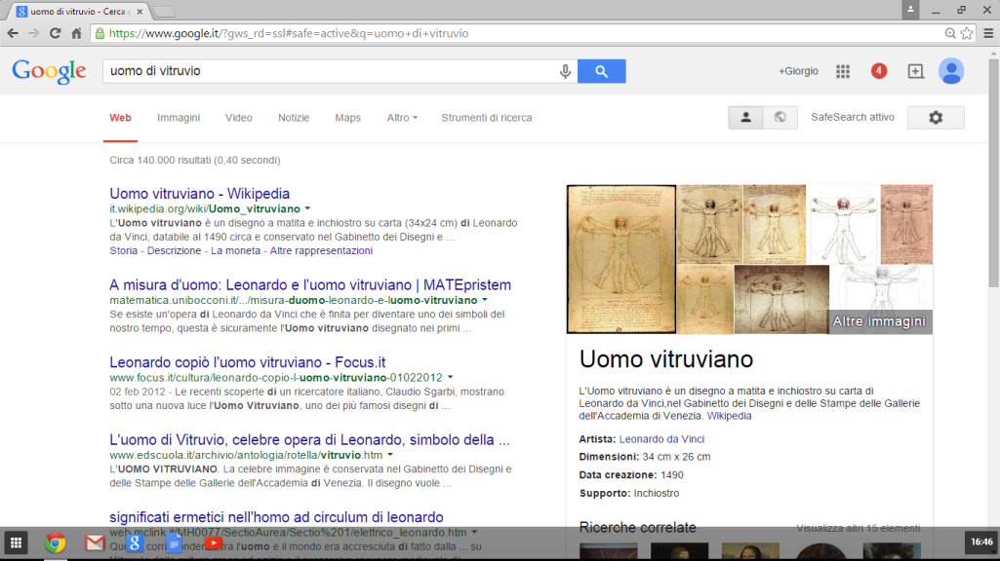 uomo di vitruvio - Cerca c
https://www.google.it/?gws_rd=ssl#safe=active&q=uomo+di+vitruvio
Google
uomo di vitruvio
+Giorgio
4
Web Immagini Video Notizie Maps Altro Strumenti di ricerca
SafeSearch attivo
Circa 140.000 risultati (0,40 secondi)
Uomo vitruviano - Wikipedia
it.wikipedia.org/wiki/Uomo_vitruviano
L'Uomo vitruviano è un disegno a matita e inchiostro su carta (34x24 cm) di Leonardo
da Vinci, databile al 1490 circa e conservato nel Gabinetto dei Disegni e ...
Storia - Descrizione - La moneta - Altre rappresentazioni
A misura d'uomo: Leonardo e l'uomo vitruviano | MATEpristem
matematica.unibocconi.it/.../misura-duomo-leonardo-e-luomo-vitruviano
Se esiste un'opera di Leonardo da Vinci che è finita per diventare uno dei simboli del
nostro tempo, questa è sicuramente l'Uomo vitruviano disegnato nei primi ...
Leonardo copiò l'uomo vitruviano - Focus.it
www.focus.it/cultura/leonardo-copio-l-uomo-vitruviano-01022012
02 feb 2012 - Le recenti scoperte di un ricercatore italiano, Claudio Sgarbi, mostrano
sotto una nuova luce l'Uomo Vitruviano, uno dei più famosi disegni di ...
L'uomo di Vitruvio, celebre opera di Leonardo, simbolo della ...
www.edscuola.it/archivio/antologia/rotella/vitruvio.htm
L'UOMO VITRUVIANO. La celebre immagine è conservata nel Gabinetto dei Disegni e
delle Stampe delle Gallerie dell'Accademia di Venezia. Il disegno vuole ...
significati ermetici nell'homo ad circulum di leonardo
web.mclink.it/MH0077/SectioAurea/Sectio%201/elettrico_leonardo.htm
l'uomo e il mondo era accresciuta di fatto dalla ... su
Altre immagini
Uomo vitruviano
L'Uomo vitruviano è un disegno a matita e inchiostro su carta di
Leonardo da Vinci,nel Gabinetto dei Disegni e delle Stampe delle Gallerie
dell'Accademia di Venezia. Wikipedia
Artista: Leonardo da Vinci
Dimensioni: 34 cm x 26 cm
Data creazione: 1490
Supporto: Inchiostro
Ricerche correlate
Visualizza altri 15 elementi
16:46